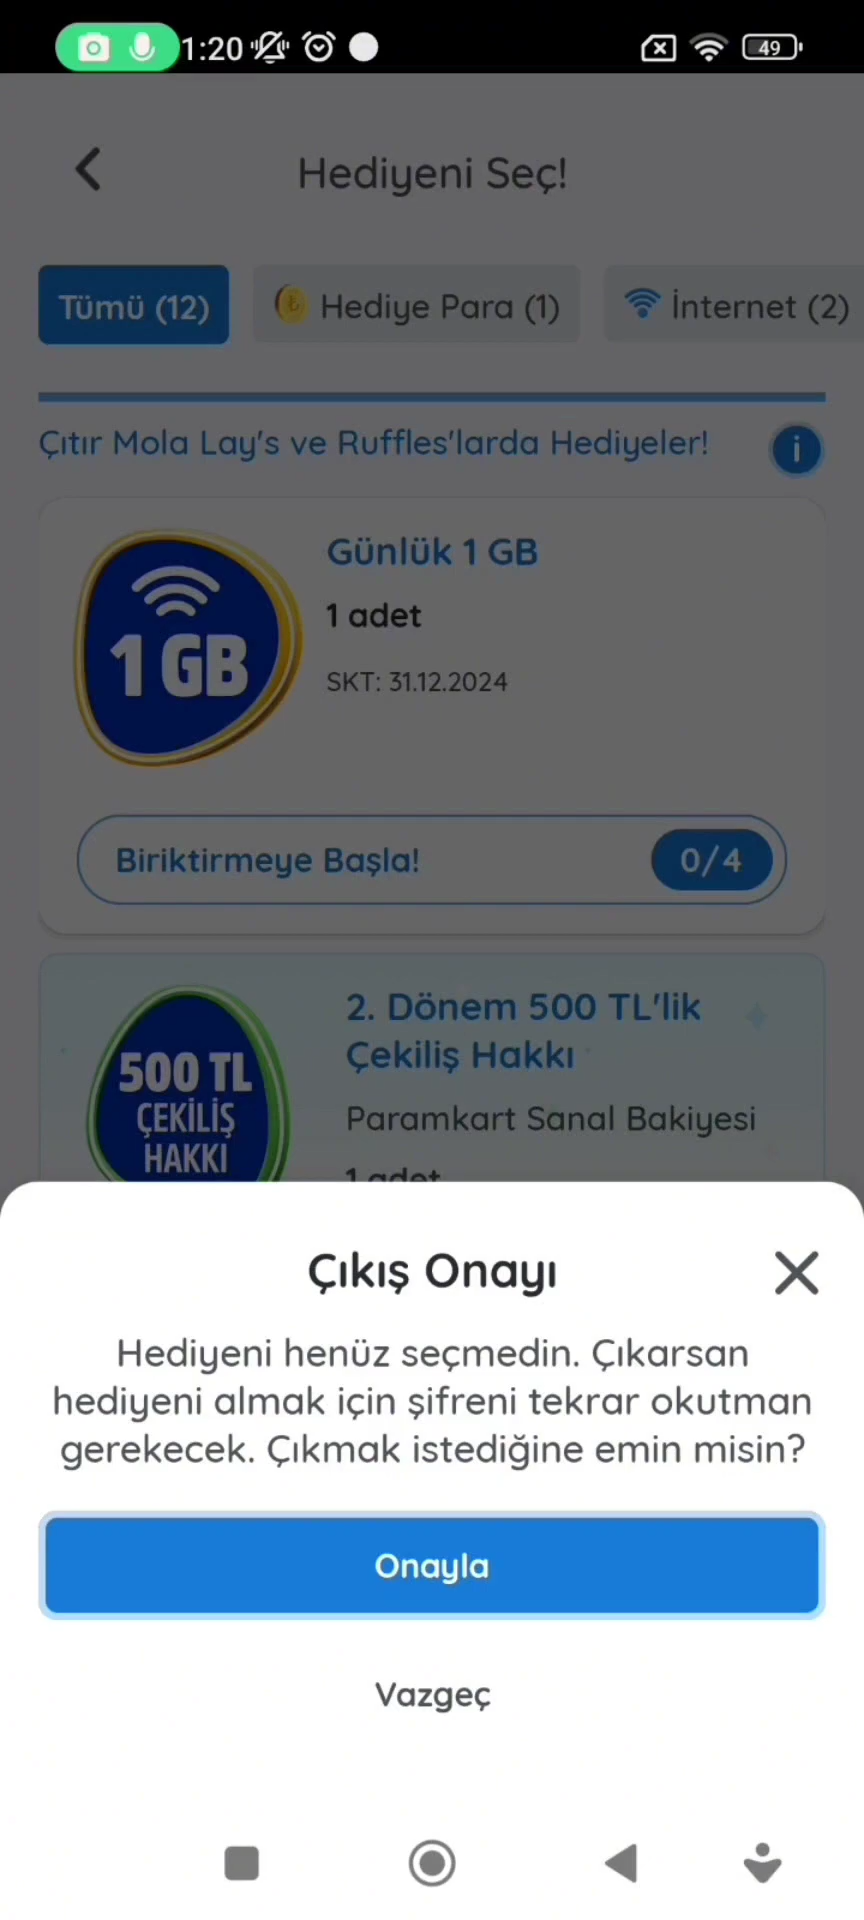 1:20
49
Hediyeni Seç!
Tümü (12)
Hediye Para (1)
İnternet (2)
Çıtır Mola Lay's ve Ruffles'larda Hediyeler!
i
1 GB
Günlük 1 GB
1 adet
SKT: 31.12.2024
Biriktirmeye Başla!
0/4
500 TL
ÇEKİLİŞ
HAKKI
2. Dönem 500 TL'lik
Çekiliş Hakkı
Paramkart Sanal Bakiyesi
1 adet
Çıkış Onayı
Hediyeni henüz seçmedin. Çıkarsan
hediyeni almak için şifreni tekrar okutman
gerekecek. Çıkmak istediğine emin misin?
Onayla
Vazgeç